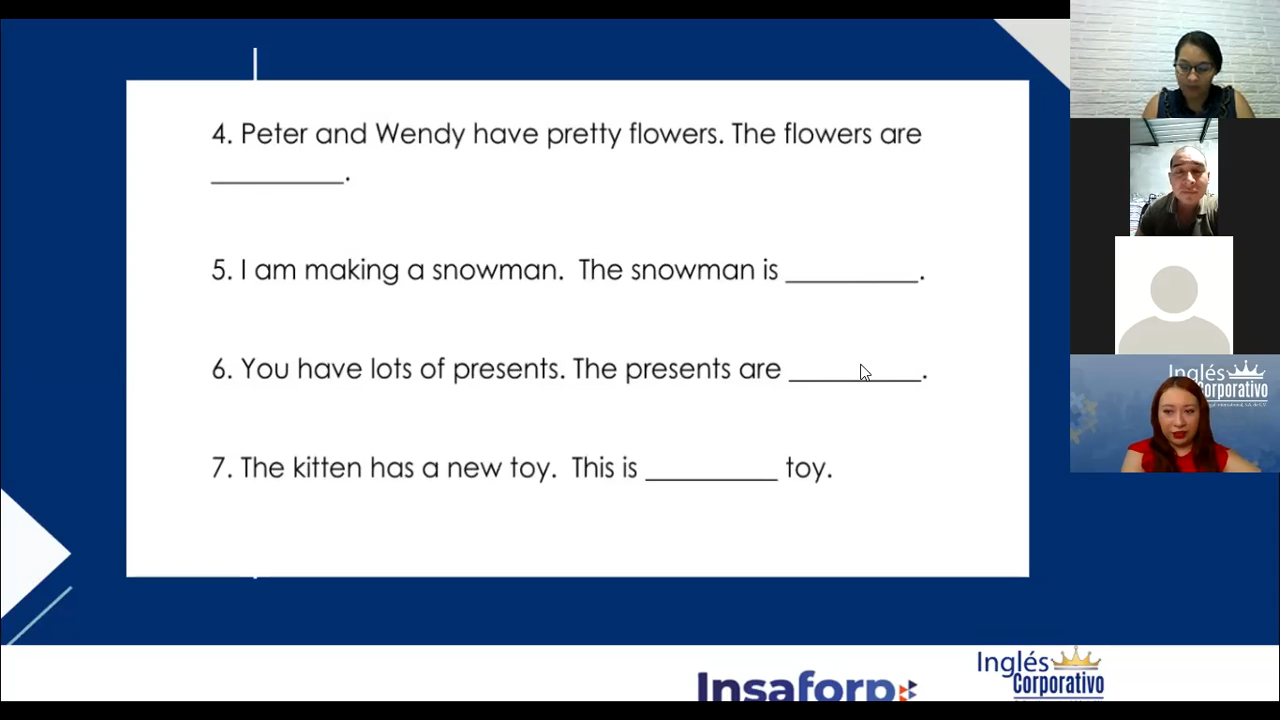 4. Peter and Wendy have pretty flowers. The flowers are
__________.
5. I am making a snowman. The snowman is __________.
6. You have lots of presents. The presents are __________.
7. The kitten has a new toy. This is __________ toy.
Inglés
Corporativo
Insaforp
Inglés
Corporativo